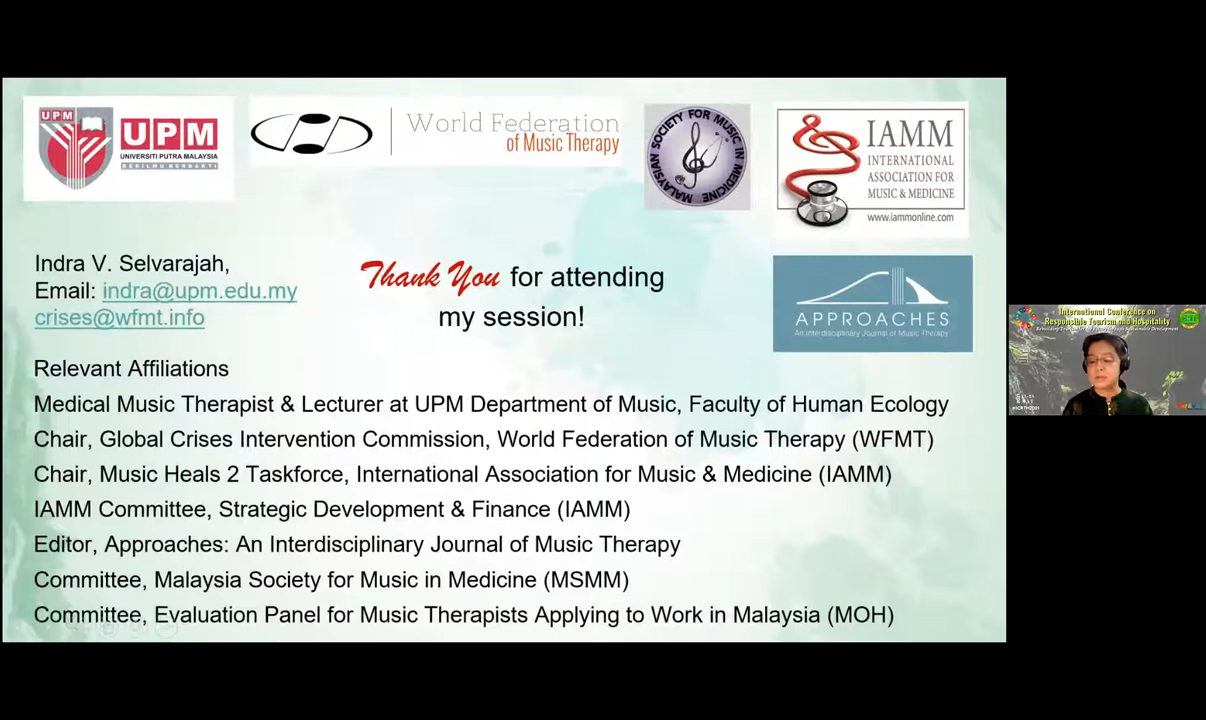 UPM
UPM
UNIVERSITI PUTRA MALAYSIA
BERILMU BERBAKTI
World Federation
of Music Therapy
MALAYSIAN SOCIETY FOR MUSIC IN MEDICINE
IAMM
INTERNATIONAL
ASSOCIATION FOR
MUSIC & MEDICINE
www.iammonline.com
Indra V. Selvarajah,
Email: indra@upm.edu.my
crises@wfmt.info
Thank You for attending
my session!
APPROACHES
An Interdisciplinary Journal of Music Therapy
Relevant Affiliations
Medical Music Therapist & Lecturer at UPM Department of Music, Faculty of Human Ecology
Chair, Global Crises Intervention Commission, World Federation of Music Therapy (WFMT)
Chair, Music Heals 2 Taskforce, International Association for Music & Medicine (IAMM)
IAMM Committee, Strategic Development & Finance (IAMM)
Editor, Approaches: An Interdisciplinary Journal of Music Therapy
Committee, Malaysia Society for Music in Medicine (MSMM)
Committee, Evaluation Panel for Music Therapists Applying to Work in Malaysia (MOH)
International Conference on
Responsible Tourism and Hospitality